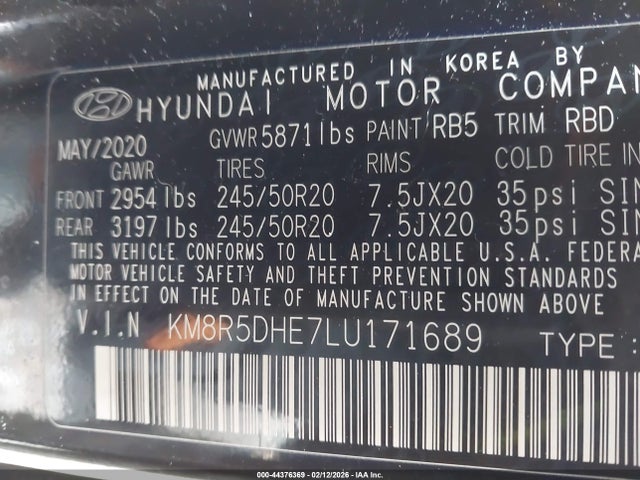 MANUFACTURED IN KOREA BY
HYUNDAI MOTOR COMPAN
MAY/2020 GVWR 5871lbs PAINT/RB5 TRIM RBD
GAWR TIRES RIMS COLD TIRE IN
FRONT 2954 lbs 245/50R20 7.5JX20 35psi SIN
REAR 3197 lbs 245/50R20 7.5JX20 35psi SIN
THIS VEHICLE CONFORMS TO ALL APPLICABLE U.S.A. FEDERA
MOTOR VEHICLE SAFETY AND THEFT PREVENTION STANDARDS
IN EFFECT ON THE DATE OF MANUFACTURE SHOWN ABOVE
V.I.N KM8R5DHE7LU171689 TYPE :
000-44376369 - 02/12/2026 - IAA Inc.